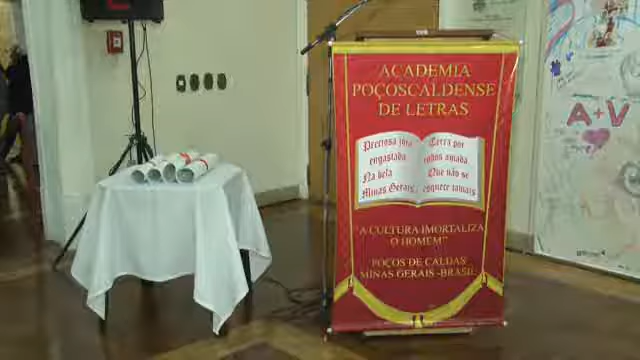 ACADEMIA
POÇOSCALDENSE
DE LETRAS
Preciosa joia
engastada
Na bela
Minas Gerais
Terra por
todos amada
Que não se
esquece jamais
"A CULTURA IMORTALIZA
O HOMEM"
POÇOS DE CALDAS
MINAS GERAIS-BRASIL
A+V